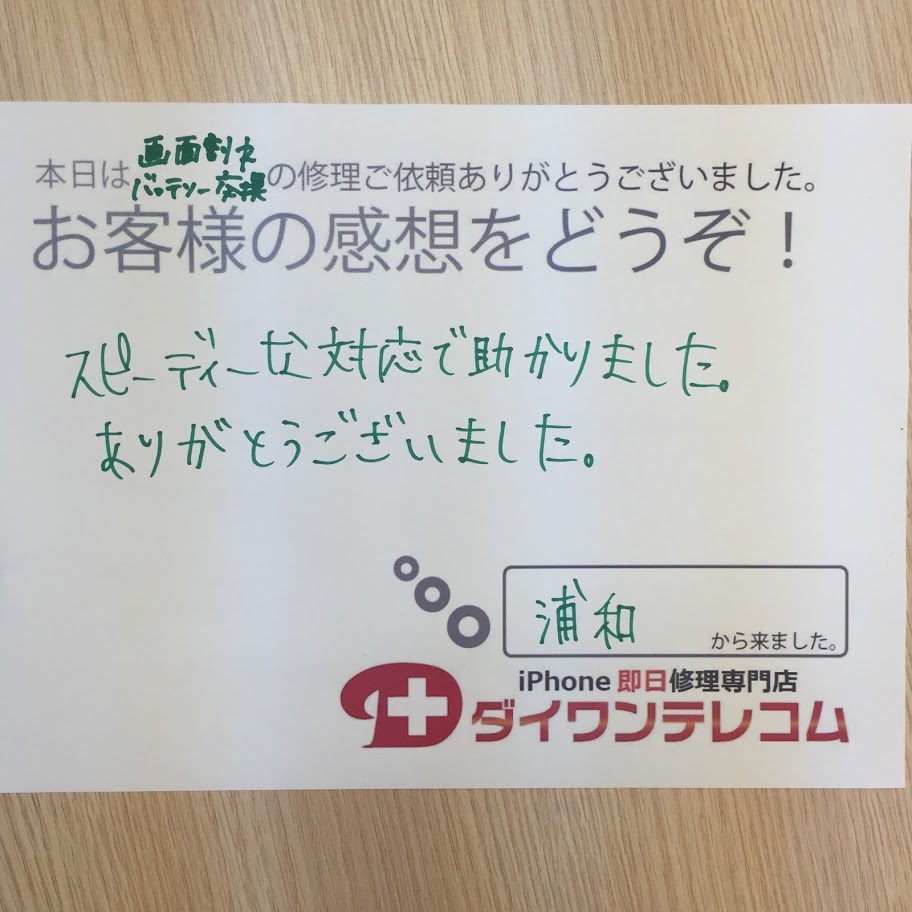 本日は画面割れ
バッテリー交換の修理ご依頼ありがとうございました。
お客様の感想をどうぞ！
スピーディーな対応で助かりました。
ありがとうございました。
浦和から来ました。
iPhone 即日修理専門店
ダイワンテレコム